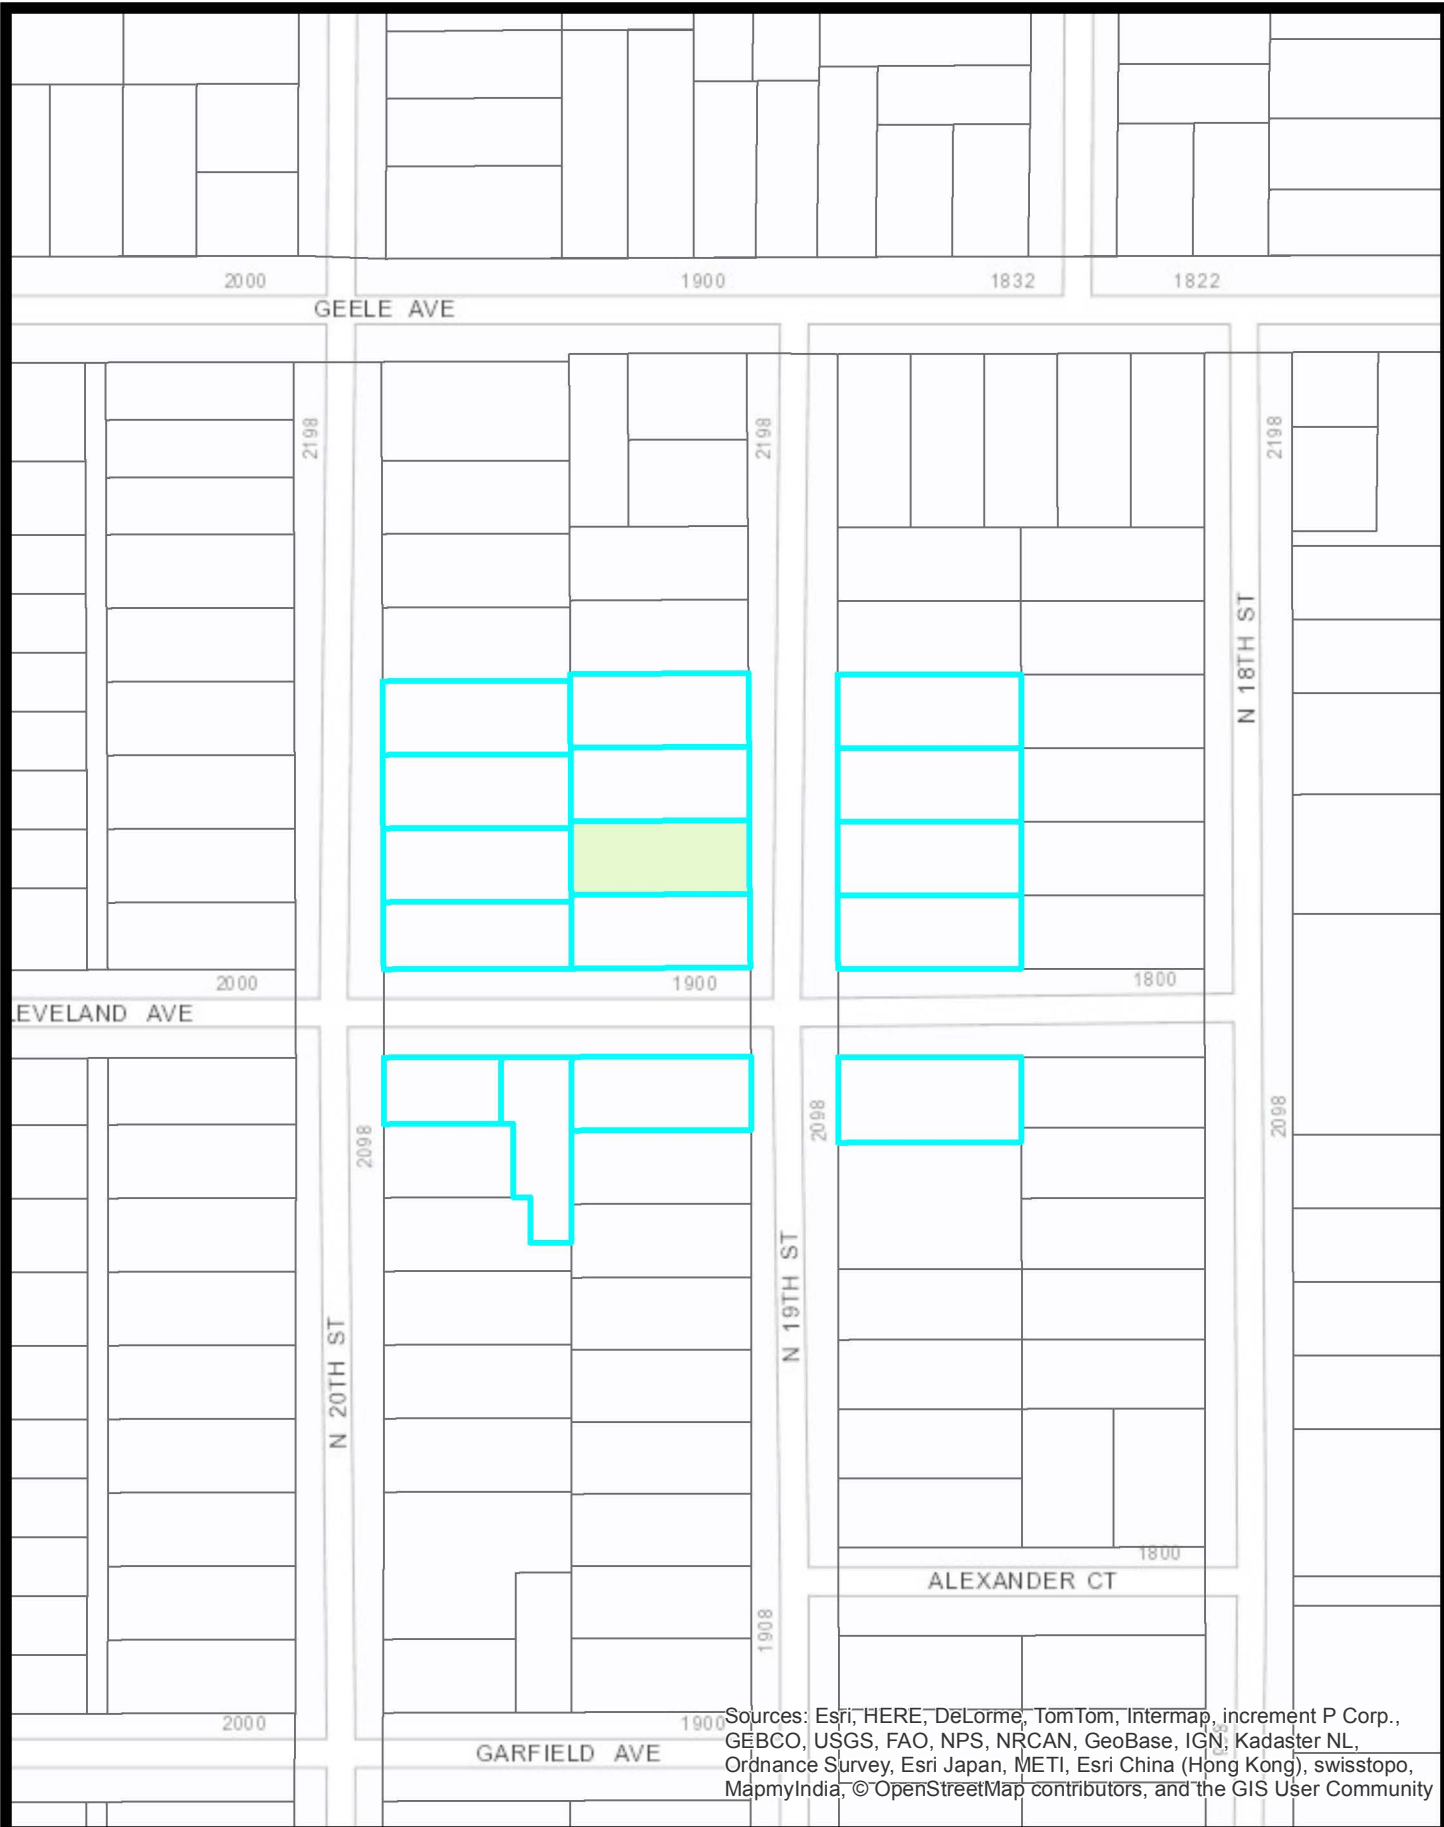 2000
1900
1832
1822
GEELE AVE
2198
2198
2198
N 18TH ST
2000
1900
1800
LEVELAND AVE
2098
2098
2098
N 19TH ST
N 20TH ST
1800
ALEXANDER CT
1908
2000
1900
GARFIELD AVE
Sources: Esri, HERE, DeLorme, TomTom, Intermap, increment P Corp.,
GEBCO, USGS, FAO, NPS, NRCAN, GeoBase, IGN, Kadaster NL,
Ordnance Survey, Esri Japan, METI, Esri China (Hong Kong), swisstopo,
MapmyIndia, © OpenStreetMap contributors, and the GIS User Community